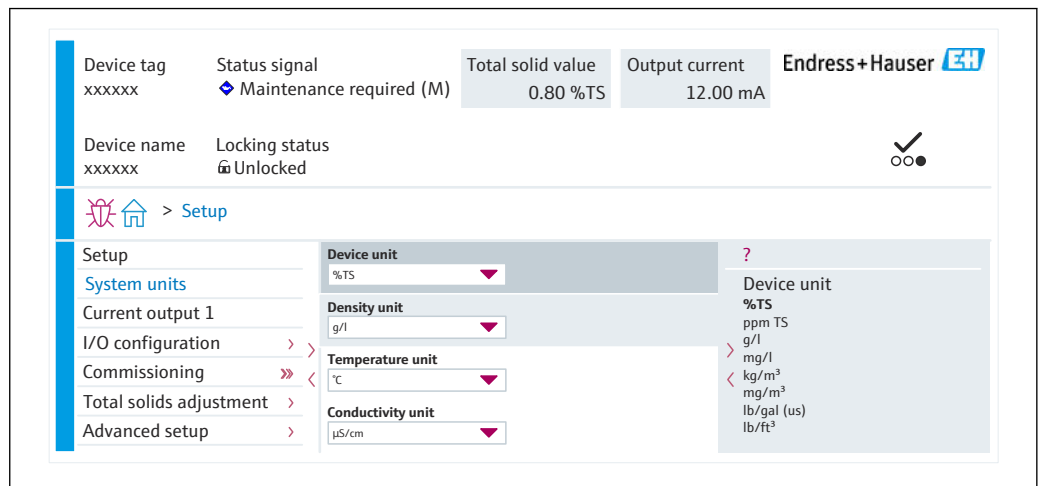 Device tag
xxxxxx
Status signal
Maintenance required (M)
Total solid value
0.80 %TS
Output current
12.00 mA
Endress+Hauser EH
Device name
xxxxxx
Locking status
Unlocked
> Setup
Setup
System units
Current output 1
I/O configuration >
Commissioning >>
Total solids adjustment >
Advanced setup >
>
<
Device unit
%TS
Density unit
g/l
Temperature unit
°C
Conductivity unit
µS/cm
>
<
?
Device unit
%TS
ppm TS
g/l
mg/l
kg/m³
mg/m³
lb/gal (us)
lb/ft³